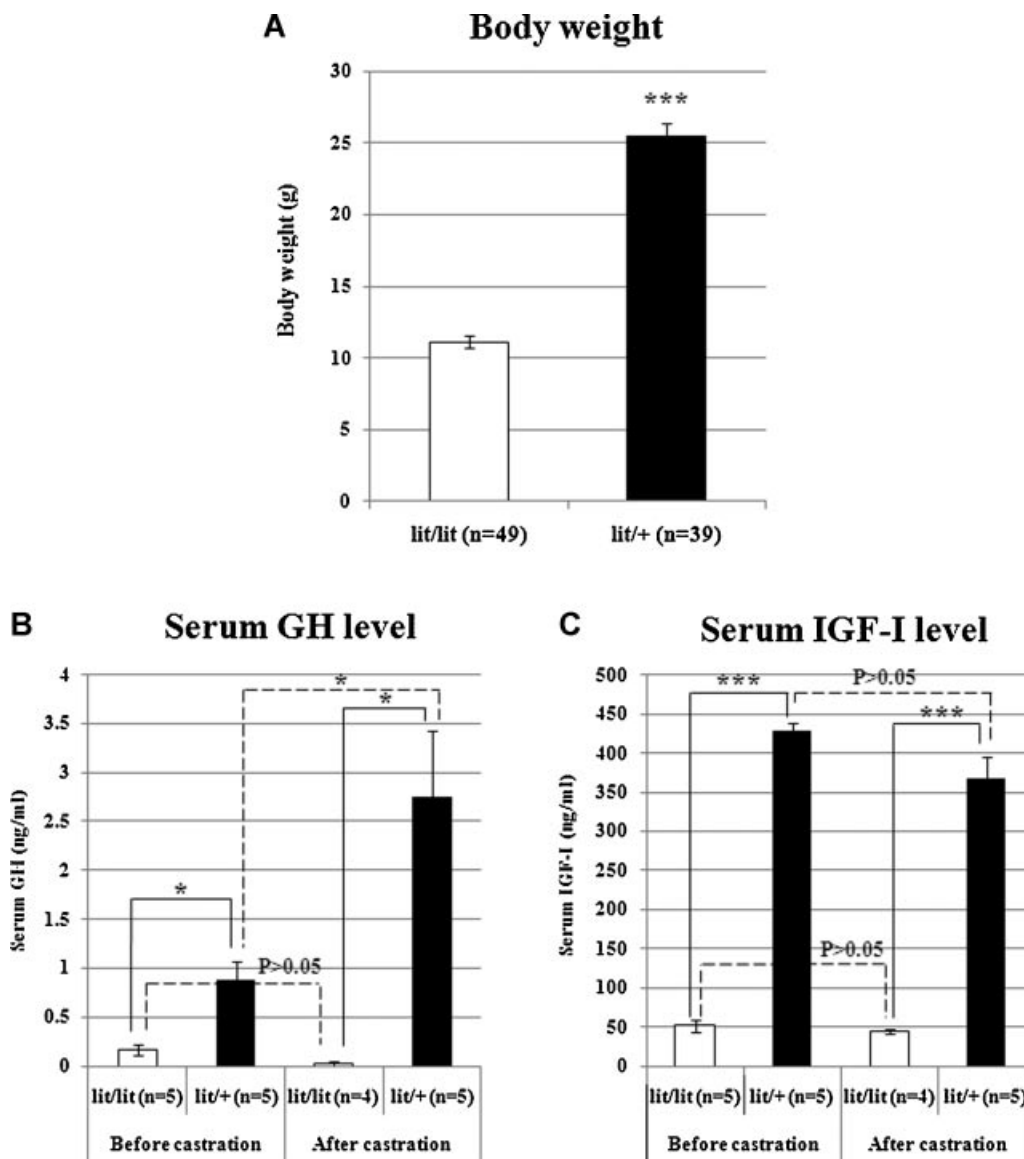 A
Body weight
30
25
20
15
10
5
0
Body weight (g)
***
lit/lit (n=49) lit/+ (n=39)
B
Serum GH level
4
3.5
3
2.5
2
1.5
1
0.5
0
Serum GH (ng/ml)
*
*
*
P>0.05
lit/lit (n=5) lit/+ (n=5) lit/lit (n=4) lit/+ (n=5)
Before castration After castration
C
Serum IGF-I level
500
450
400
350
300
250
200
150
100
50
0
Serum IGF-I (ng/ml)
***
P>0.05
***
P>0.05
lit/lit (n=5) lit/+ (n=5) lit/lit (n=4) lit/+ (n=5)
Before castration After castration